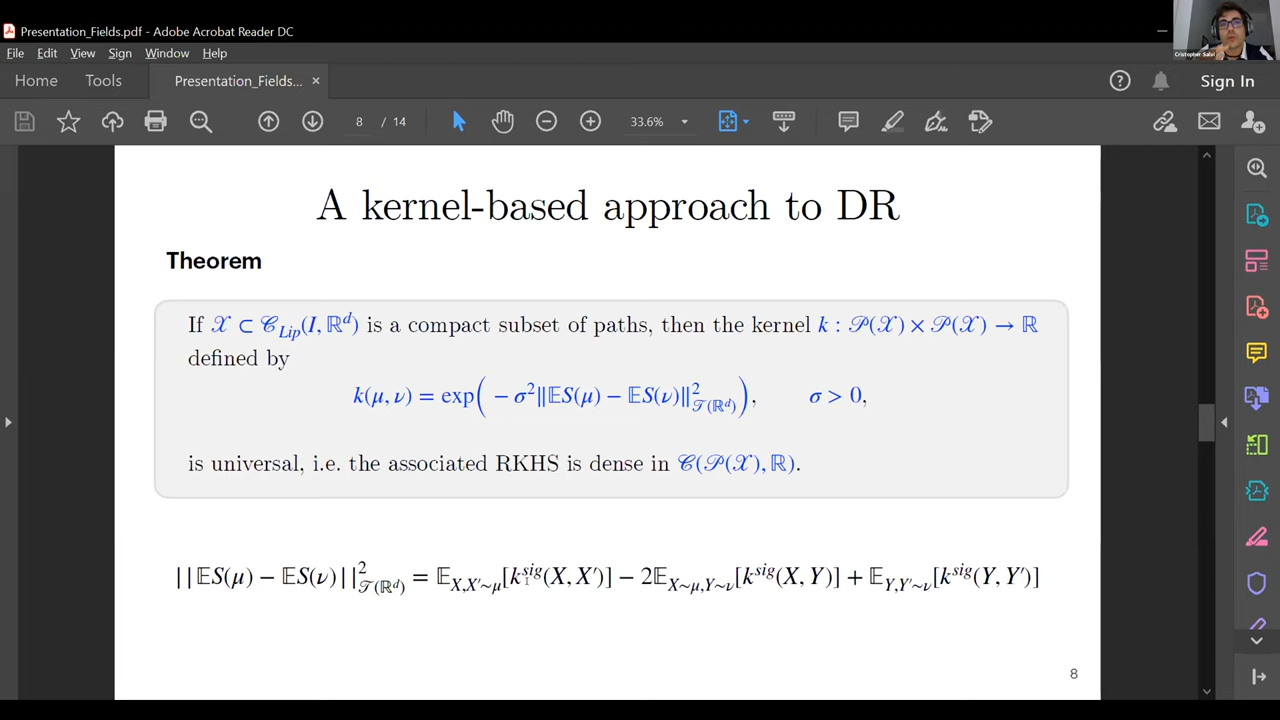 Presentation_Fields.pdf - Adobe Acrobat Reader DC
File Edit View Sign Window Help
Home Tools Presentation_Fields... × Sign In
8 / 14 33.6%
Cristopher Salvi
A kernel-based approach to DR
Theorem
If 𝒳 ⊂ 𝒞_Lip(I, ℝ^d) is a compact subset of paths, then the kernel k : 𝒫(𝒳) × 𝒫(𝒳) → ℝ
defined by
k(μ, ν) = exp( − σ²‖𝔼S(μ) − 𝔼S(ν)‖²_𝒯(ℝ^d) ), σ > 0,
is universal, i.e. the associated RKHS is dense in 𝒞(𝒫(𝒳), ℝ).
||𝔼S(μ) − 𝔼S(ν)||²_𝒯(ℝ^d) = 𝔼_X,X′∼μ[k^sig(X, X′)] − 2𝔼_X∼μ,Y∼ν[k^sig(X, Y)] + 𝔼_Y,Y′∼ν[k^sig(Y, Y′)]
8